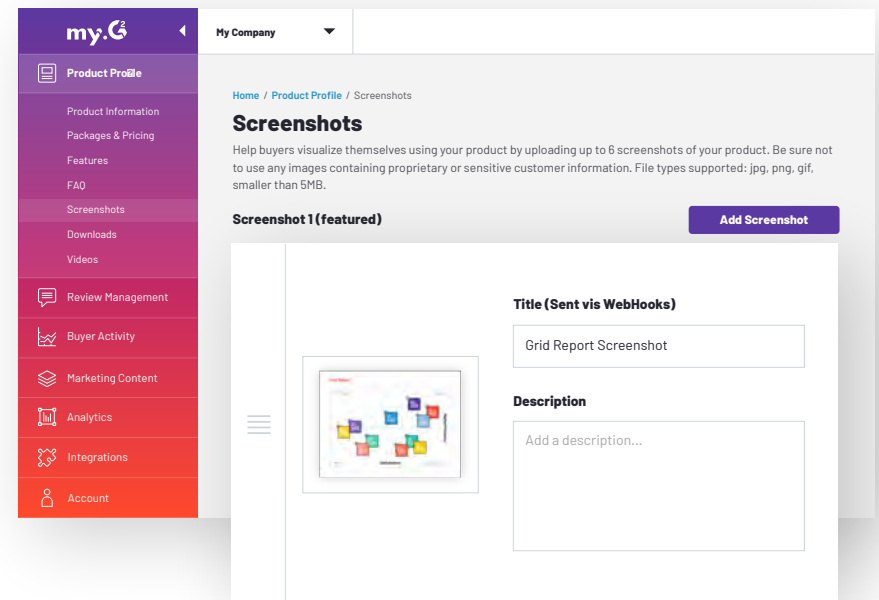 my.G2
My Company
Product Profile
Product Information
Packages & Pricing
Features
FAQ
Screenshots
Downloads
Videos
Review Management
Buyer Activity
Marketing Content
Analytics
Integrations
Account
Home / Product Profile / Screenshots
Screenshots
Help buyers visualize themselves using your product by uploading up to 6 screenshots of your product. Be sure not
to use any images containing proprietary or sensitive customer information. File types supported: jpg, png, gif,
smaller than 5MB.
Screenshot 1 (featured)
Add Screenshot
Title (Sent vis WebHooks)
Grid Report Screenshot
Description
Add a description...